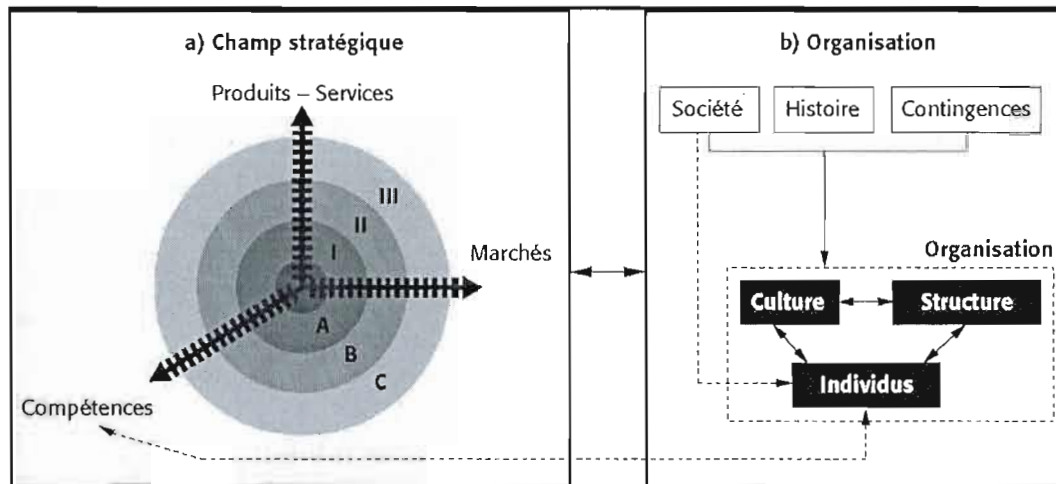 a) Champ stratégique
Produits – Services
III
II
I
Marchés
A
B
C
Compétences
b) Organisation
Société
Histoire
Contingences
Organisation
Culture
Structure
Individus